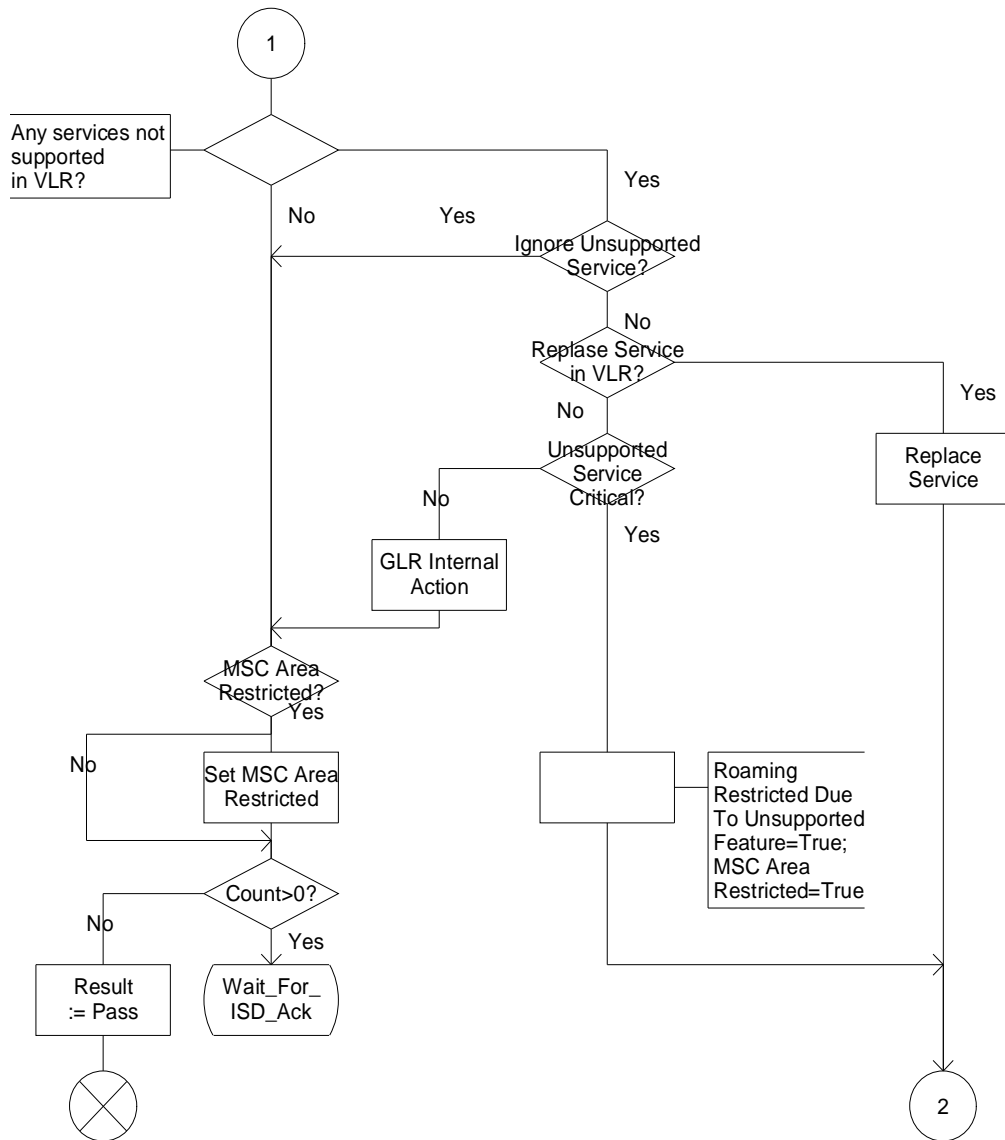 1
Any services not
supported
in VLR?
Yes
No
Yes
Ignore Unsupported
Service?
No
Replase Service
in VLR?
Yes
No
Unsupported
Service
Critical?
Replace
Service
No
Yes
GLR Internal
Action
MSC Area
Restricted?
Yes
No
Set MSC Area
Restricted
Roaming
Restricted Due
To Unsupported
Feature=True;
MSC Area
Restricted=True
Count>0?
No
Yes
Result
:= Pass
Wait_For_
ISD_Ack
2